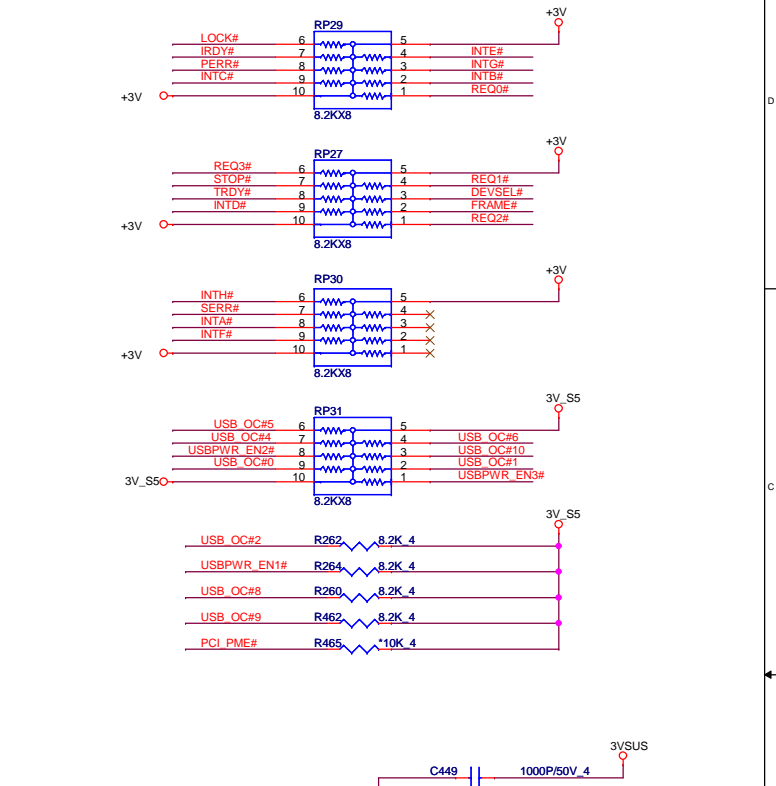 +3V
RP29
LOCK# 6 5
IRDY# 7 4 INTE#
PERR# 8 3 INTG#
INTC# 9 2 INTB#
+3V 10 1 REQ0#
8.2KX8
D
+3V
RP27
REQ3# 6 5
STOP# 7 4 REQ1#
TRDY# 8 3 DEVSEL#
INTD# 9 2 FRAME#
+3V 10 1 REQ2#
8.2KX8
+3V
RP30
INTH# 6 5
SERR# 7 4
INTA# 8 3
INTF# 9 2
+3V 10 1
8.2KX8
3V_S5
RP31
USB_OC#5 6 5
USB_OC#4 7 4 USB_OC#6
USBPWR_EN2# 8 3 USB_OC#10
USB_OC#0 9 2 USB_OC#1
3V_S5 10 1 USBPWR_EN3#
8.2KX8
C
3V_S5
USB_OC#2 R262 8.2K_4
USBPWR_EN1# R264 8.2K_4
USB_OC#8 R260 8.2K_4
USB_OC#9 R462 8.2K_4
PCI_PME# R465 *10K_4
3VSUS
C449 1000P/50V_4